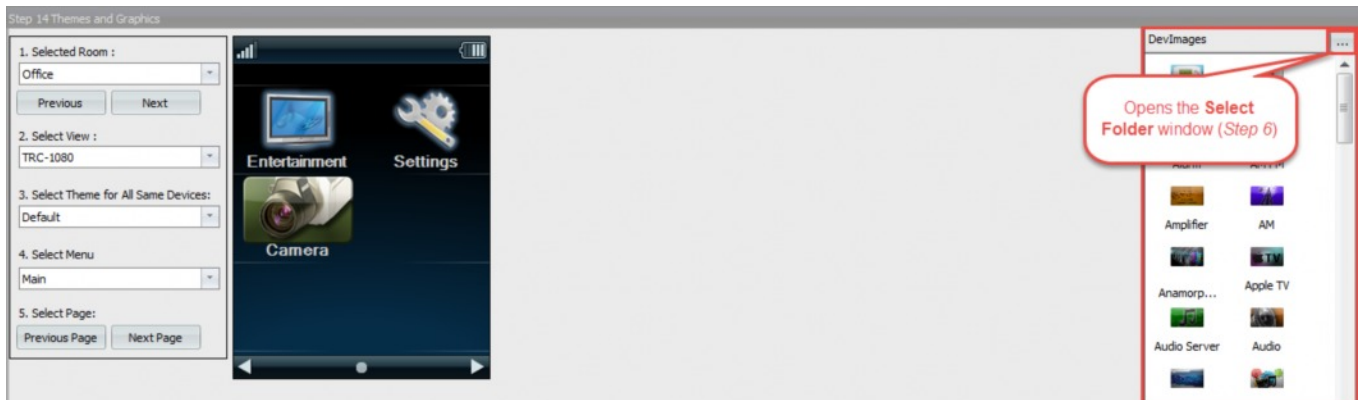 Step 14 Themes and Graphics
1. Selected Room :
Office
Previous Next
2. Select View :
TRC-1080
3. Select Theme for All Same Devices:
Default
4. Select Menu
Main
5. Select Page:
Previous Page Next Page
Entertainment Settings
Camera
DevImages ...
Opens the Select
Folder window (Step 6)
Amplifier AM
Anamorp... Apple TV
Audio Server Audio